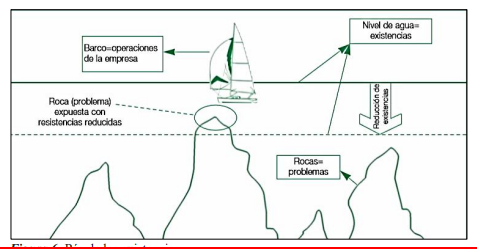 Barco=operaciones
de la empresa
Nivel de agua=
existencias
Roca (problema)
expuesta con
resistencias reducidas
Reducción de
existencias
Rocas=
problemas